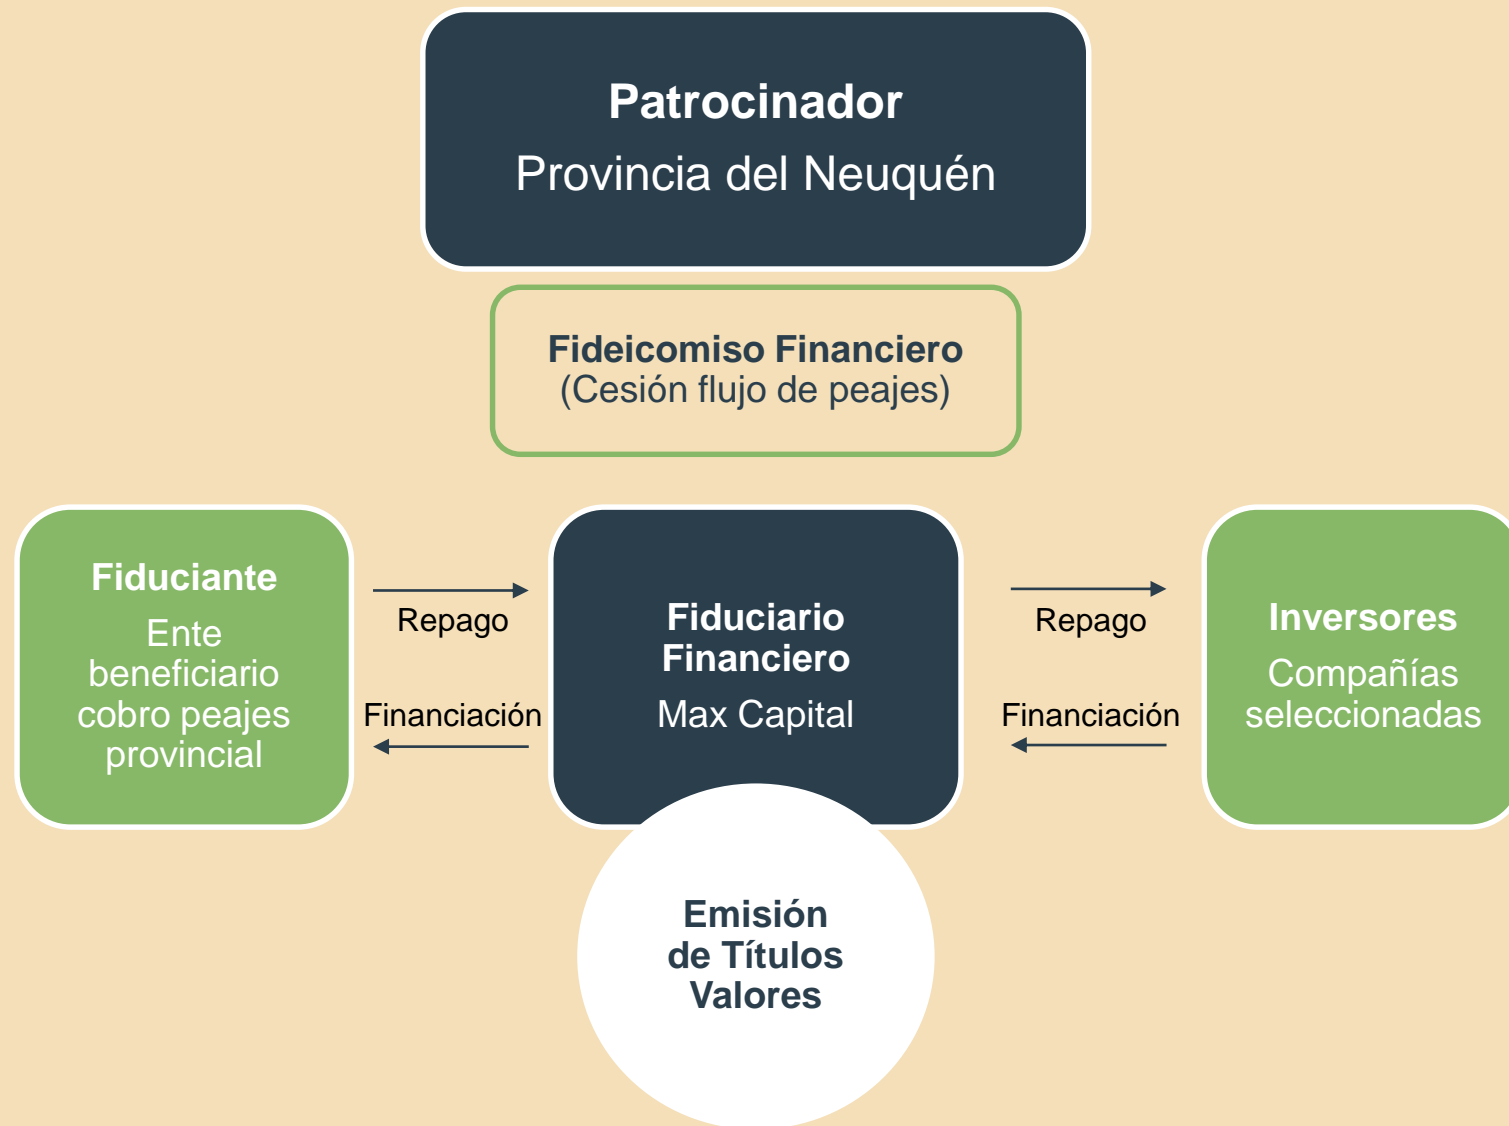 Patrocinador
Provincia del Neuquén
Fideicomiso Financiero
(Cesión flujo de peajes)
Fiduciante
Ente
beneficiario
cobro peajes
provincial
Repago
Financiación
Fiduciario
Financiero
Max Capital
Repago
Financiación
Inversores
Compañías
seleccionadas
Emisión
de Títulos
Valores